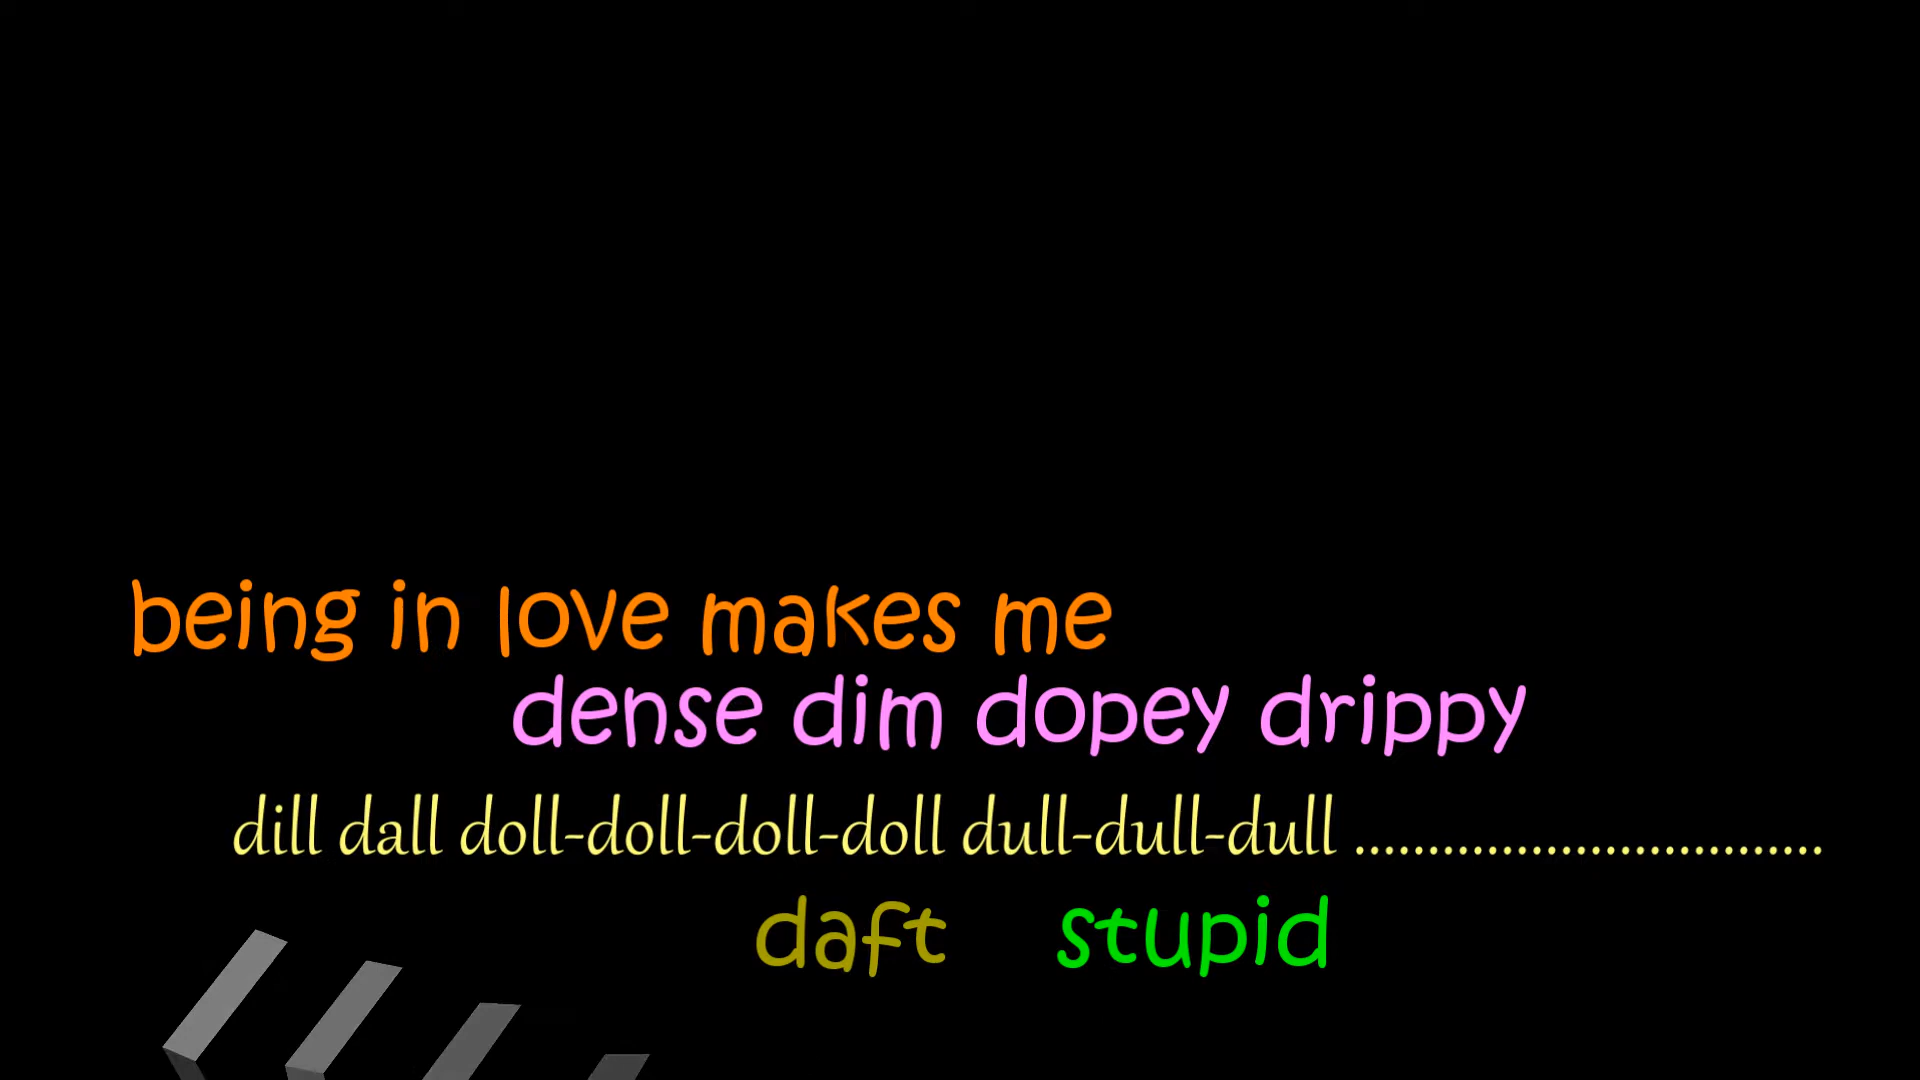 being in love makes me
dense dim dopey drippy
dill dall doll-doll-doll-doll dull-dull-dull ................................
daft stupid